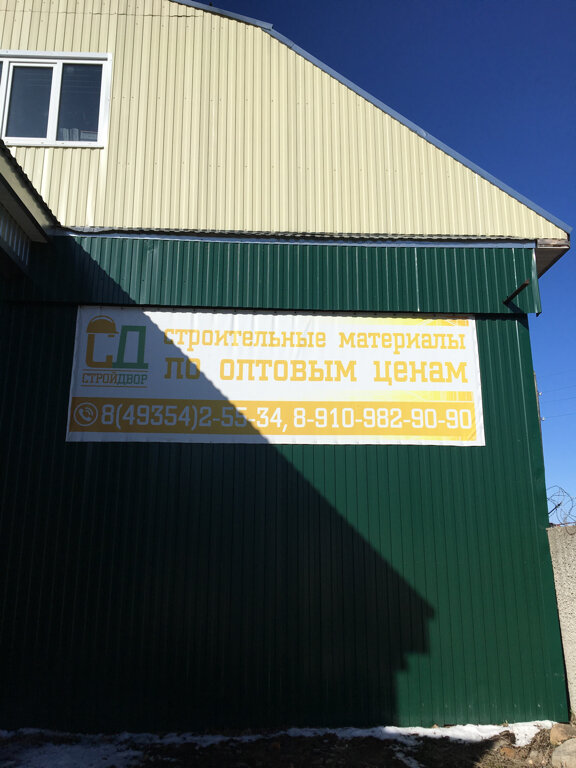 СД
СТРОЙДВОР
строительные материалы
по оптовым ценам
8(49354)2-55-34, 8-910-982-90-90